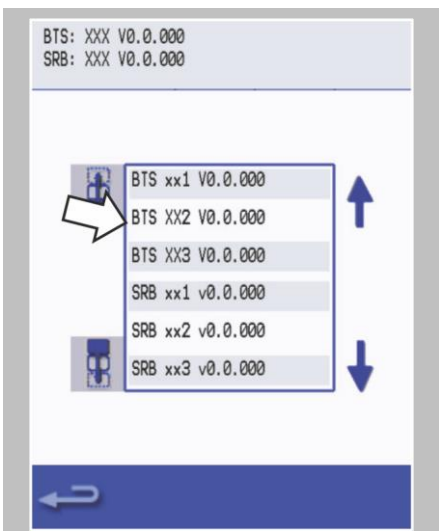 BTS: XXX V0.0.000
SRB: XXX V0.0.000
BTS xx1 V0.0.000
BTS XX2 V0.0.000
BTS XX3 V0.0.000
SRB xx1 v0.0.000
SRB xx2 v0.0.000
SRB xx3 v0.0.000